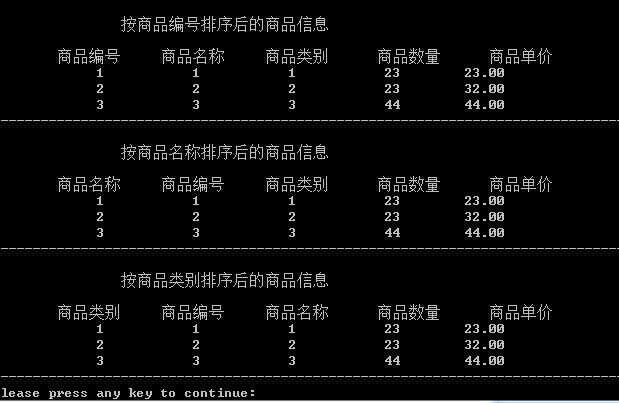 按商品编号排序后的商品信息
商品编号 商品名称 商品类别 商品数量 商品单价
1 1 1 23 23.00
2 2 2 23 32.00
3 3 3 44 44.00
按商品名称排序后的商品信息
商品名称 商品编号 商品类别 商品数量 商品单价
1 1 1 23 23.00
2 2 2 23 32.00
3 3 3 44 44.00
按商品类别排序后的商品信息
商品类别 商品编号 商品名称 商品数量 商品单价
1 1 1 23 23.00
2 2 2 23 32.00
3 3 3 44 44.00
lease press any key to continue: